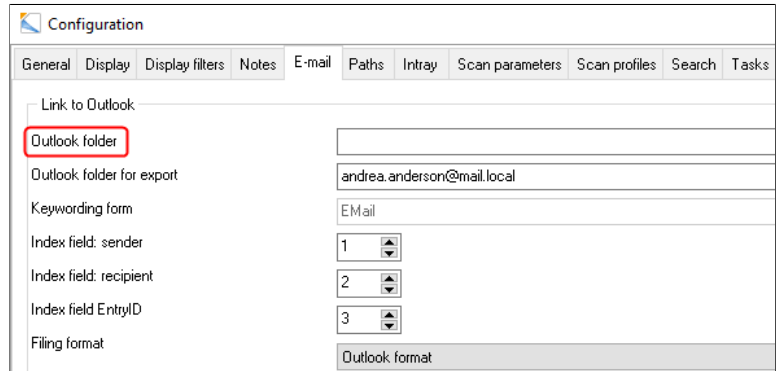 Configuration
General Display Display filters Notes E-mail Paths Intray Scan parameters Scan profiles Search Tasks
Link to Outlook
Outlook folder
Outlook folder for export andrea.anderson@mail.local
Keywording form EMail
Index field: sender 1
Index field: recipient 2
Index field EntryID 3
Filing format Outlook format